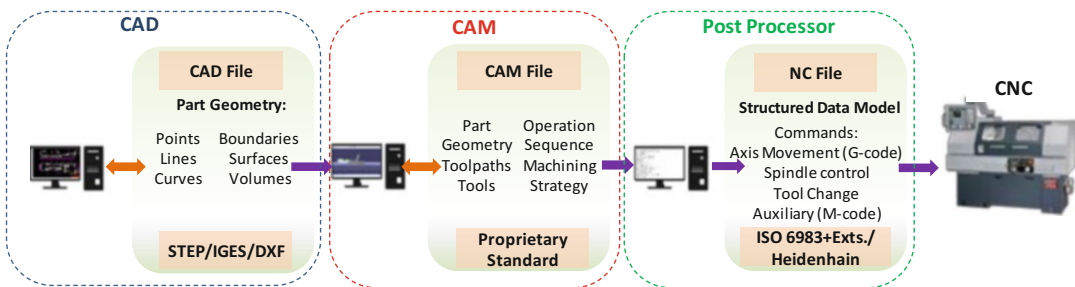 CAD
CAD File
Part Geometry:
Points
Lines
Curves
Boundaries
Surfaces
Volumes
STEP/IGES/DXF
CAM
CAM File
Part
Geometry
Toolpaths
Tools
Operation
Sequence
Machining
Strategy
Proprietary
Standard
Post Processor
NC File
Structured Data Model
Commands:
Axis Movement (G-code)
Spindle control
Tool Change
Auxiliary (M-code)
ISO 6983+Exts./
Heidenhain
CNC